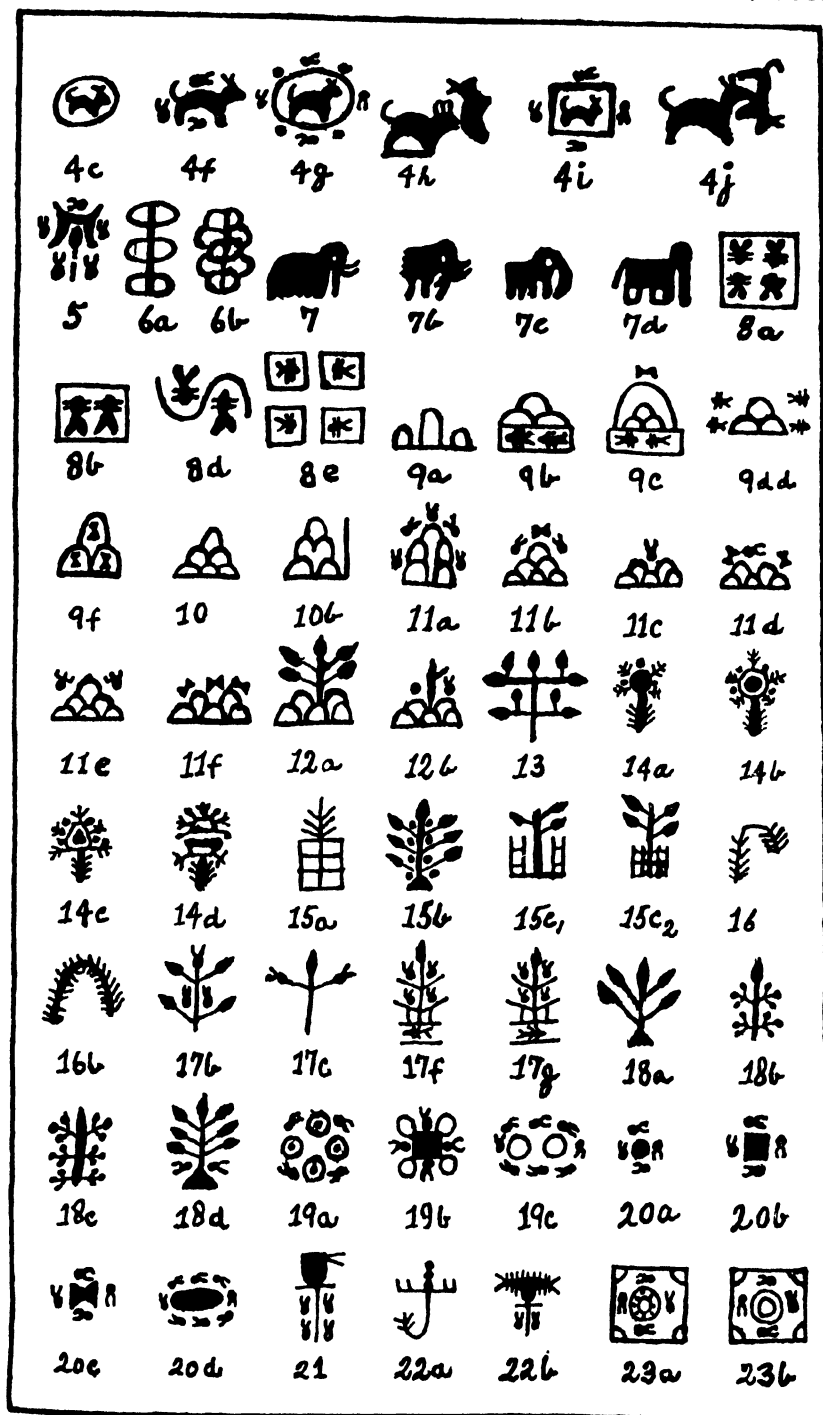 4c 4f 4g 4h 4i 4j
5 6a 6b 7 7b 7c 7d 8a
8b 8d 8e 9a 9b 9c 9dd
9f 10 10b 11a 11b 11c 11d
11e 11f 12a 12b 13 14a 14b
14c 14d 15a 15b 15c₁ 15c₂ 16
16b 17b 17c 17f 17g 18a 18b
18c 18d 19a 19b 19c 20a 20b
20c 20d 21 22a 22b 23a 23b